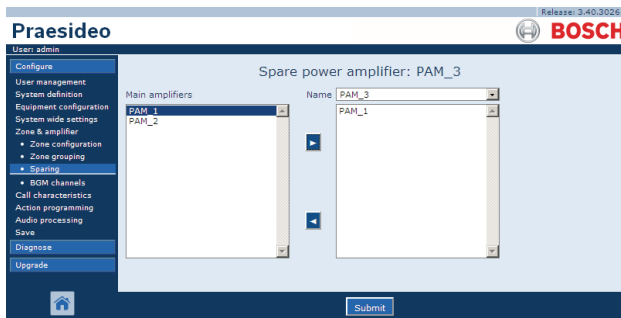 Release: 3.40.3026
Praesideo
BOSCH
User: admin
Configure
User management
System definition
Equipment configuration
System wide settings
Zone & amplifier
• Zone configuration
• Zone grouping
• Sparing
• BGM channels
Call characteristics
Action programming
Audio processing
Save
Diagnose
Upgrade
Spare power amplifier: PAM_3
Main amplifiers
Name PAM_3
PAM_1
PAM_2
PAM_1
Submit